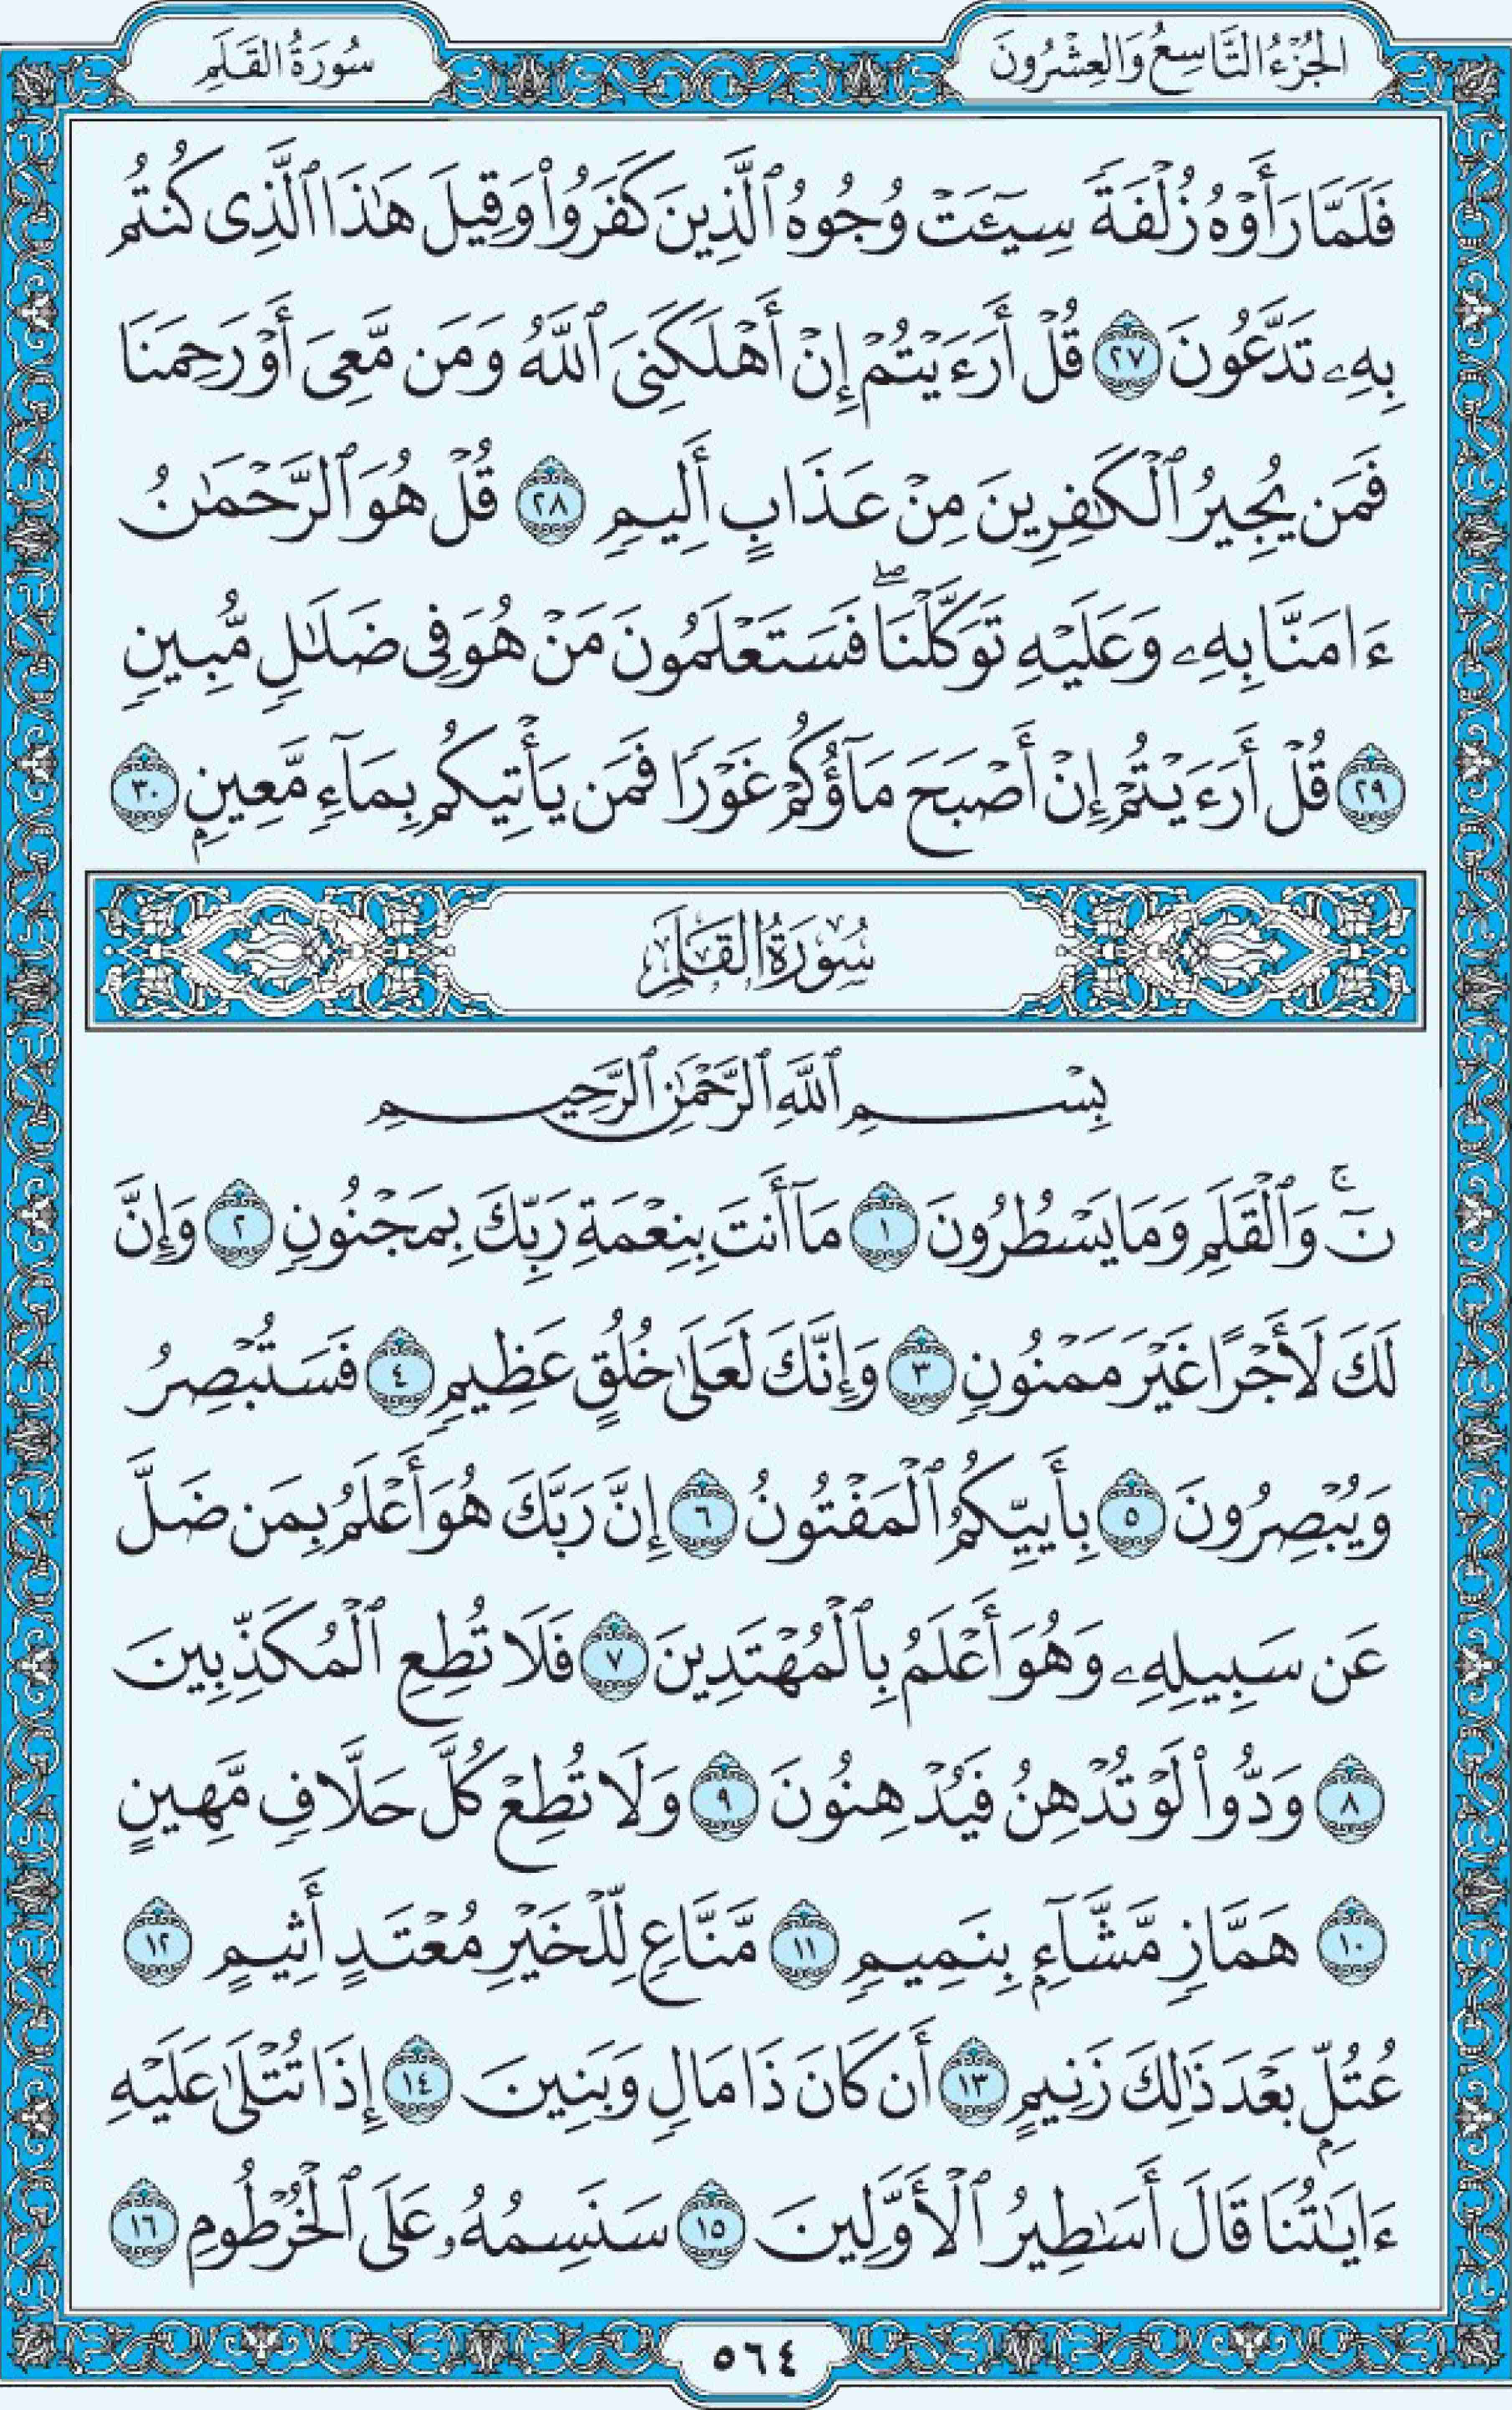 الجُزْءُ التَّاسِعُ وَالعِشْرُونَ
سُورَةُ القَلَمِ
فَلَمَّا رَأَوْهُ زُلْفَةً سِيٓـَٔتْ وُجُوهُ ٱلَّذِينَ كَفَرُوا۟ وَقِيلَ هَـٰذَا ٱلَّذِى كُنتُم
بِهِۦ تَدَّعُونَ ٢٧ قُلْ أَرَءَيْتُمْ إِنْ أَهْلَكَنِىَ ٱللَّهُ وَمَن مَّعِىَ أَوْ رَحِمَنَا
فَمَن يُجِيرُ ٱلْكَـٰفِرِينَ مِنْ عَذَابٍ أَلِيمٍ ٢٨ قُلْ هُوَ ٱلرَّحْمَـٰنُ
ءَامَنَّا بِهِۦ وَعَلَيْهِ تَوَكَّلْنَا ۖ فَسَتَعْلَمُونَ مَنْ هُوَ فِى ضَلَـٰلٍ مُّبِينٍ
٢٩ قُلْ أَرَءَيْتُمْ إِنْ أَصْبَحَ مَآؤُكُمْ غَوْرًا فَمَن يَأْتِيكُم بِمَآءٍ مَّعِينٍۭ ٣٠
سُورَةُ القَلَمِ
بِسْمِ ٱللَّهِ ٱلرَّحْمَـٰنِ ٱلرَّحِيمِ
نٓ ۚ وَٱلْقَلَمِ وَمَا يَسْطُرُونَ ١ مَآ أَنتَ بِنِعْمَةِ رَبِّكَ بِمَجْنُونٍ ٢ وَإِنَّ
لَكَ لَأَجْرًا غَيْرَ مَمْنُونٍ ٣ وَإِنَّكَ لَعَلَىٰ خُلُقٍ عَظِيمٍ ٤ فَسَتُبْصِرُ
وَيُبْصِرُونَ ٥ بِأَييِّكُمُ ٱلْمَفْتُونُ ٦ إِنَّ رَبَّكَ هُوَ أَعْلَمُ بِمَن ضَلَّ
عَن سَبِيلِهِۦ وَهُوَ أَعْلَمُ بِٱلْمُهْتَدِينَ ٧ فَلَا تُطِعِ ٱلْمُكَذِّبِينَ
٨ وَدُّوا۟ لَوْ تُدْهِنُ فَيُدْهِنُونَ ٩ وَلَا تُطِعْ كُلَّ حَلَّافٍ مَّهِينٍ
١٠ هَمَّازٍ مَّشَّآءٍۭ بِنَمِيمٍ ١١ مَّنَّاعٍ لِّلْخَيْرِ مُعْتَدٍ أَثِيمٍ ١٢
عُتُلٍّۭ بَعْدَ ذَٰلِكَ زَنِيمٍ ١٣ أَن كَانَ ذَا مَالٍ وَبَنِينَ ١٤ إِذَا تُتْلَىٰ عَلَيْهِ
ءَايَـٰتُنَا قَالَ أَسَـٰطِيرُ ٱلْأَوَّلِينَ ١٥ سَنَسِمُهُۥ عَلَى ٱلْخُرْطُومِ ١٦
٥٦٤